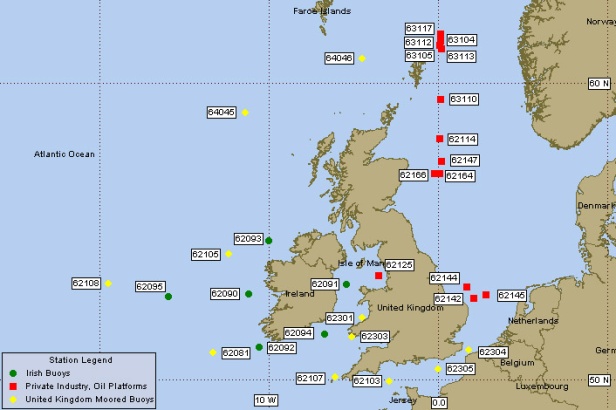 Faroe Islands
63117
Norway
63112
63104
63105
63113
64046
60 N
63110
64045
62114
Atlantic Ocean
62147
62166
62164
Denmark
62093
62105
Isle of Man
62125
62144
62108
62095
62091
62090
Ireland
62142
62145
United Kingdom
62301
Netherlands
62094
62303
62081
62092
62304
Belgium
Germ
62305
62107
62103
50 N
Luxembourg
10 W
Jersey
0.0
Station Legend
Irish Buoys
Private Industry, Oil Platforms
United Kingdom Moored Buoys